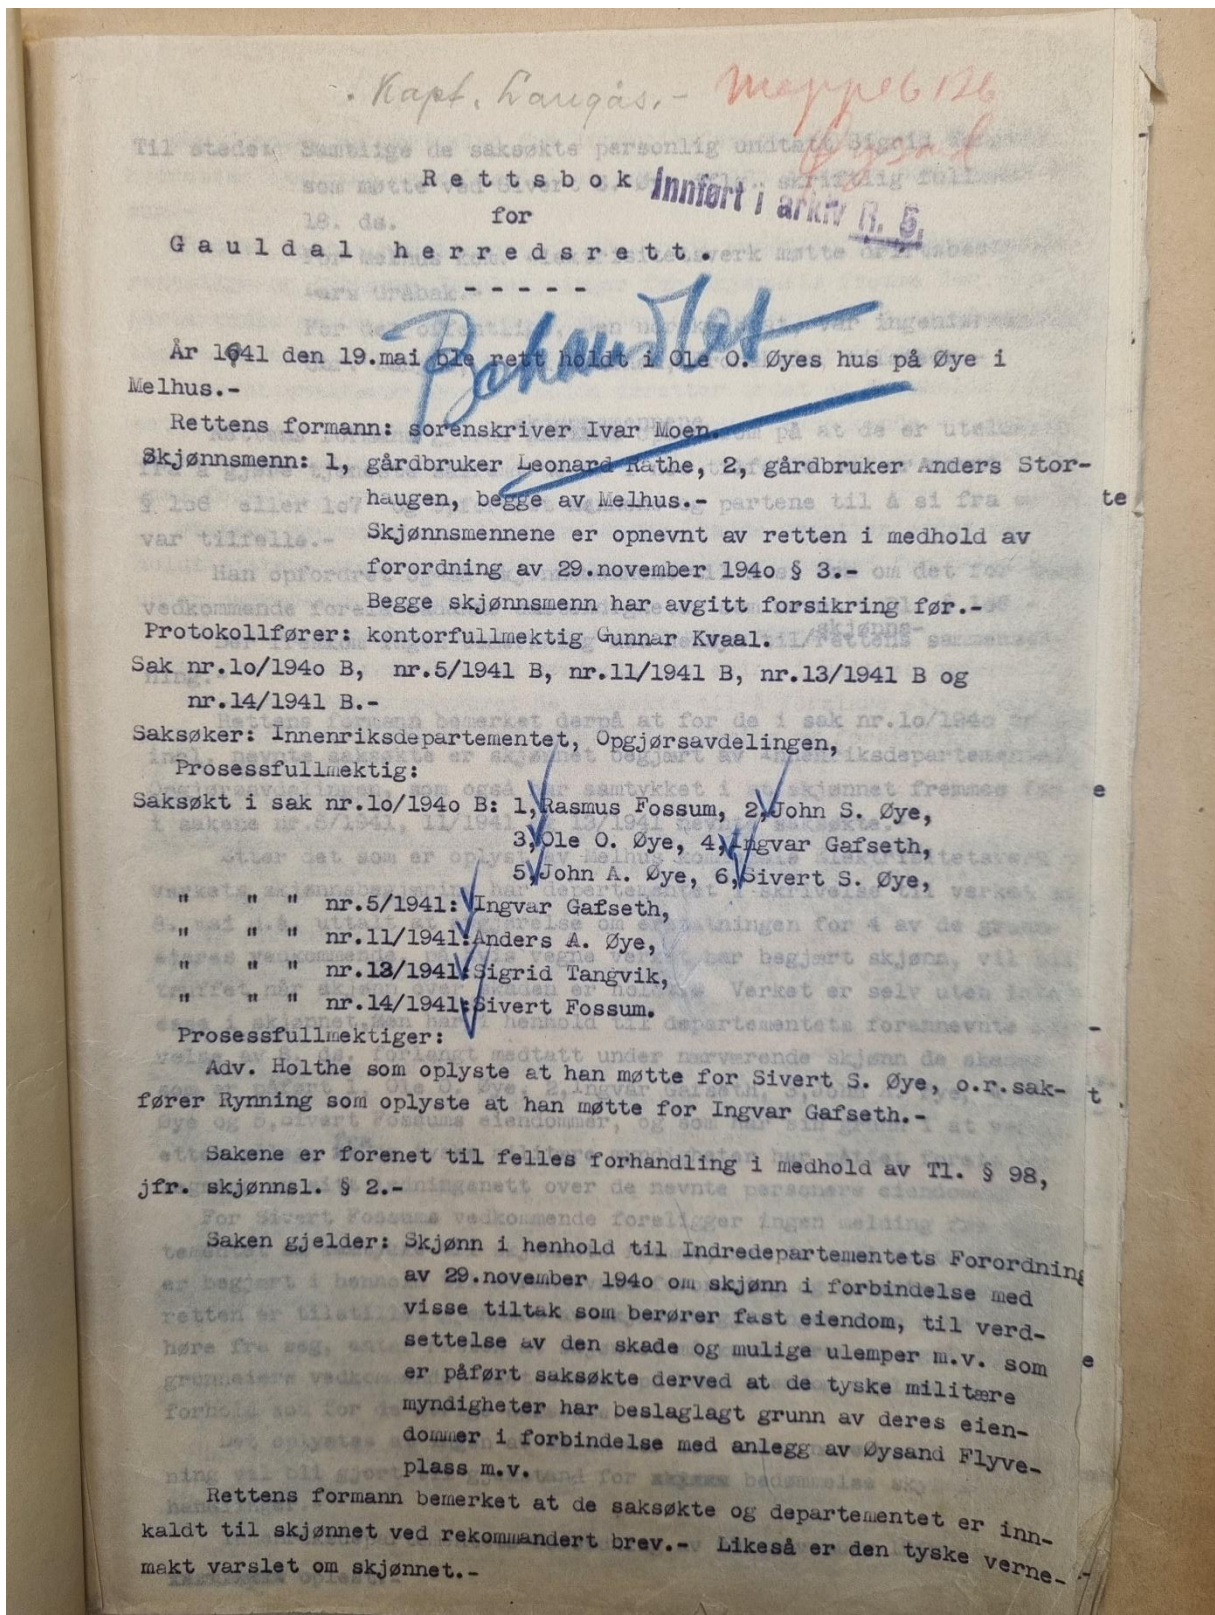 Kapt. Laugås.-
Rettsbok
Innført i arkiv R. 5.
for
Gauldal herredsrett.
-----
Behandlet
År 1941 den 19.mai ble rett holdt i Ole O. Øyes hus på Øye i
Melhus.-
Rettens formann: sorenskriver Ivar Moen.
Skjønnsmenn: 1, gårdbruker Leonard Rathe, 2, gårdbruker Anders Stor-
haugen, begge av Melhus.-
Skjønnsmennene er opnevnt av retten i medhold av
forordning av 29.november 194o § 3.-
Begge skjønnsmenn har avgitt forsikring før.-
Protokollfører: kontorfullmektig Gunnar Kvaal.
Sak nr.1o/194o B, nr.5/1941 B, nr.11/1941 B, nr.13/1941 B og
nr.14/1941 B.-
Saksøker: Innenriksdepartementet, Opgjørsavdelingen,
Prosessfullmektig:
Saksøkt i sak nr.1o/194o B: 1,Rasmus Fossum, 2,John S. Øye,
3,Ole O. Øye, 4,Ingvar Gafseth,
5,John A. Øye, 6,Sivert S. Øye,
" " " nr.5/1941: Ingvar Gafseth,
" " " nr.11/1941:Anders A. Øye,
" " " nr.13/1941:Sigrid Tangvik,
" " " nr.14/1941:Sivert Fossum.
Prosessfullmektiger:
Adv. Holthe som oplyste at han møtte for Sivert S. Øye, o.r.sak-
fører Rynning som oplyste at han møtte for Ingvar Gafseth.-
Sakene er forenet til felles forhandling i medhold av Tl. § 98,
jfr. skjønnsl. § 2.-
Saken gjelder: Skjønn i henhold til Indredepartementets Forordning
av 29.november 194o om skjønn i forbindelse med
visse tiltak som berører fast eiendom, til verd-
settelse av den skade og mulige ulemper m.v. som
er påført saksøkte derved at de tyske militære
myndigheter har beslaglagt grunn av deres eien-
dommer i forbindelse med anlegg av Øysand Flyve-
plass m.v.
Rettens formann bemerket at de saksøkte og departementet er inn-
kaldt til skjønnet ved rekommandert brev.- Likeså er den tyske verne-
makt varslet om skjønnet.-